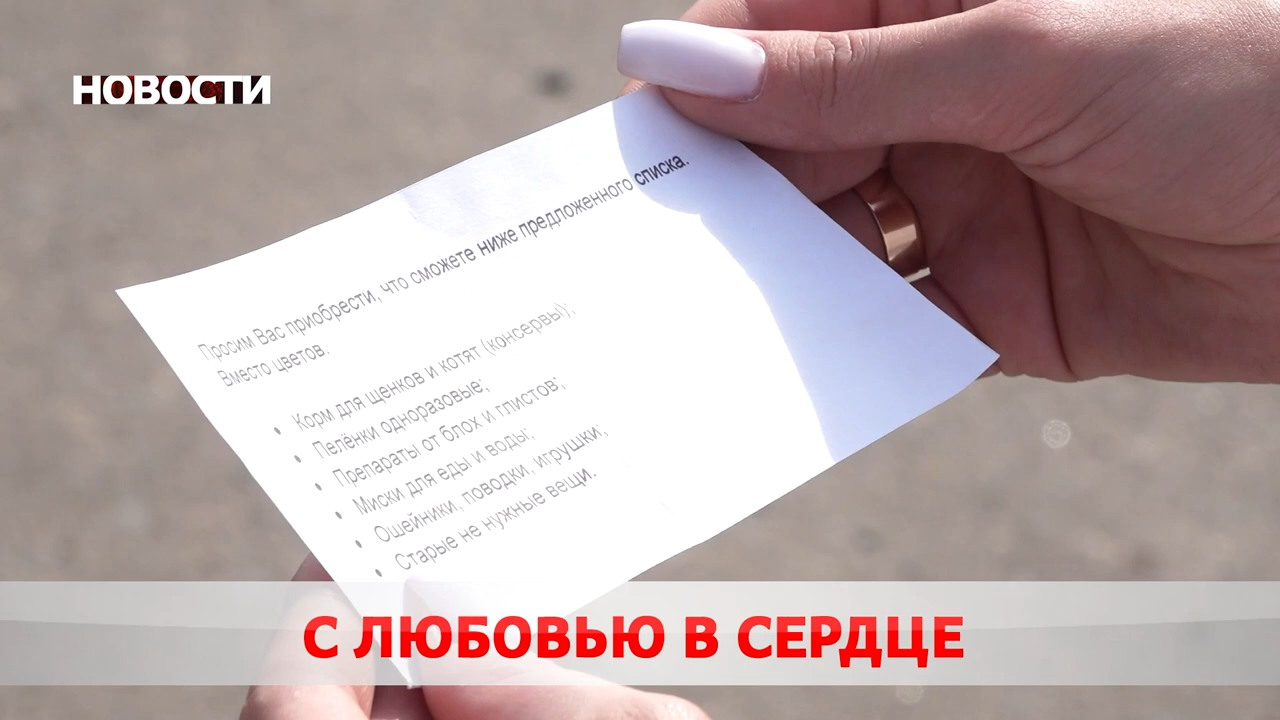 НОВОСТИ
Просим Вас приобрести, что сможете ниже предложенного списка.
Вместо цветов.
• Корм для щенков и котят (консервы);
• Пелёнки одноразовые;
• Препараты от блох и глистов;
• Миски для еды и воды;
• Ошейники, поводки, игрушки;
• Старые не нужные вещи.
С ЛЮБОВЬЮ В СЕРДЦЕ